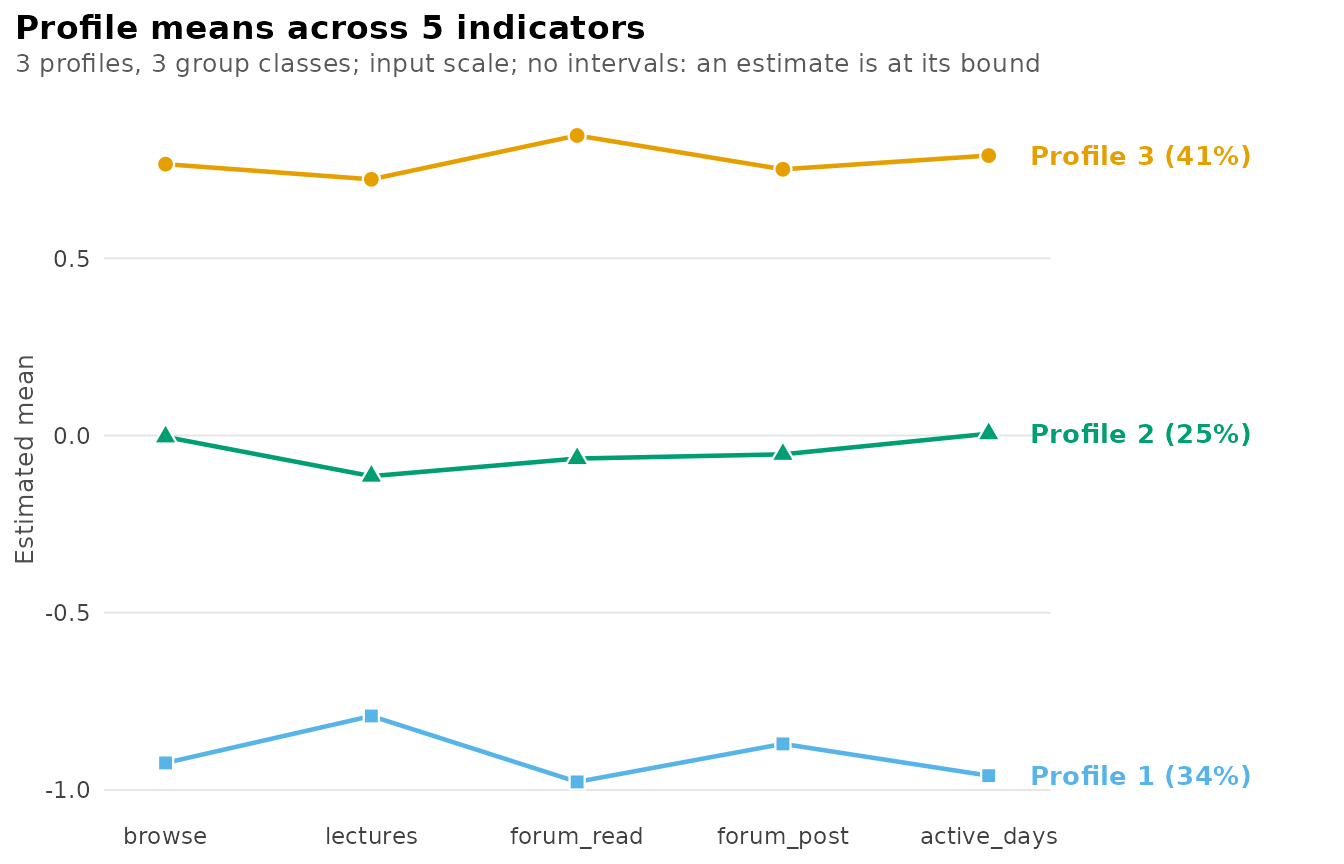 Profile means across 5 indicators
3 profiles, 3 group classes; input scale; no intervals: an estimate is at its bound
Profile 3 (41%)
0.5
Estimated mean
0.0
Profile 2 (25%)
-0.5
Profile 1 (34%)
-1.0
browse lectures forum_read forum_post active_days